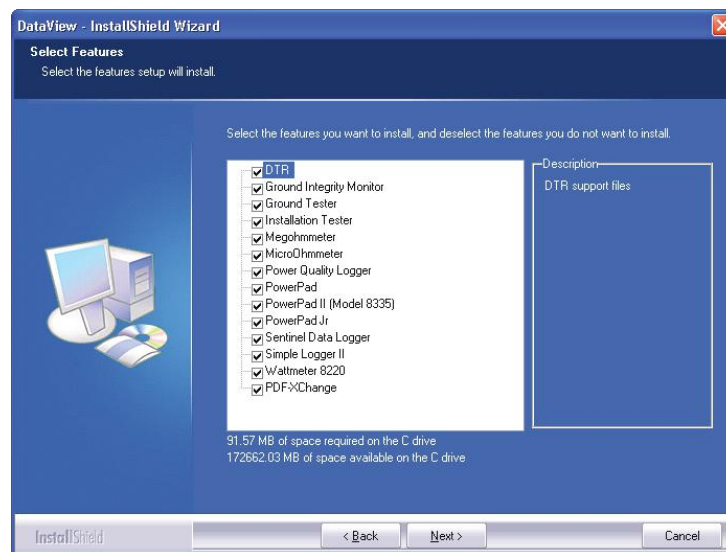 DataView - InstallShield Wizard
Select Features
Select the features setup will install.
Select the features you want to install, and deselect the features you do not want to install.
DTR
Ground Integrity Monitor
Ground Tester
Installation Tester
Megohmmeter
MicroOhmmeter
Power Quality Logger
PowerPad
PowerPad II (Model 8335)
PowerPad Jr
Sentinel Data Logger
Simple Logger II
Wattmeter 8220
PDF-XChange
Description
DTR support files
91.57 MB of space required on the C drive
172662.03 MB of space available on the C drive
InstallShield
< Back
Next >
Cancel